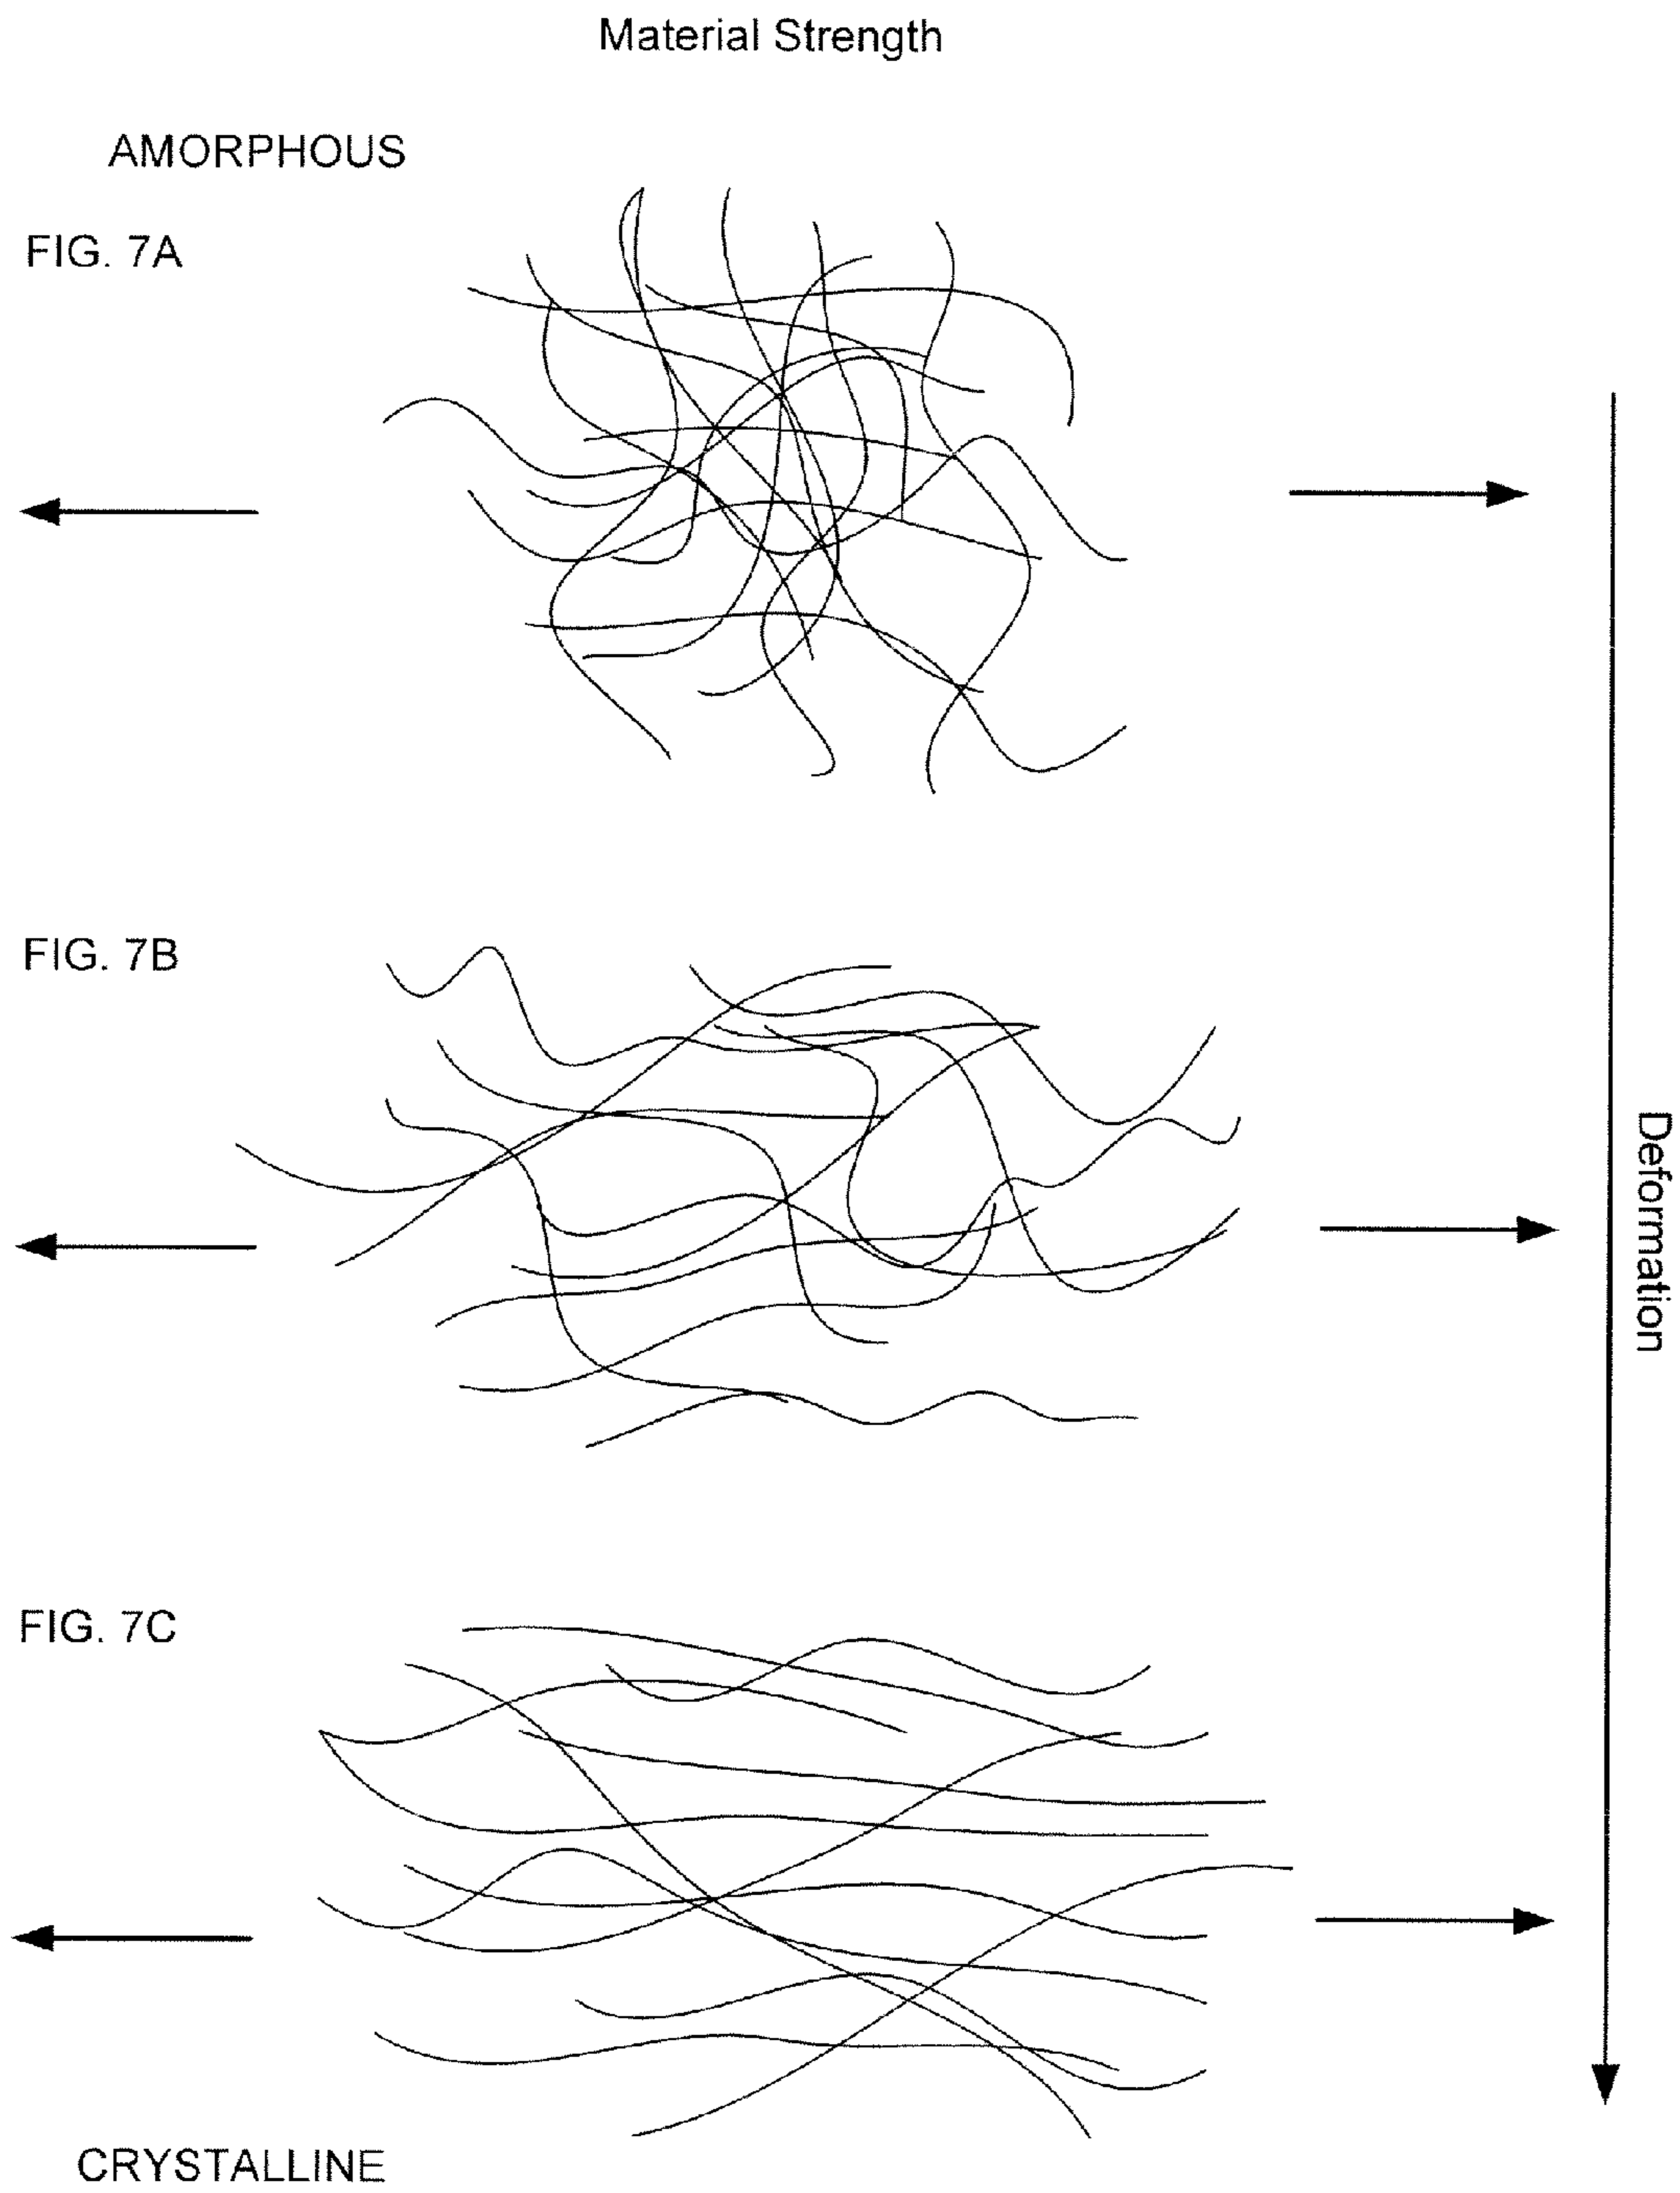 Material Strength
AMORPHOUS
FIG. 7A
FIG. 7B
Deformation
FIG. 7C
CRYSTALLINE